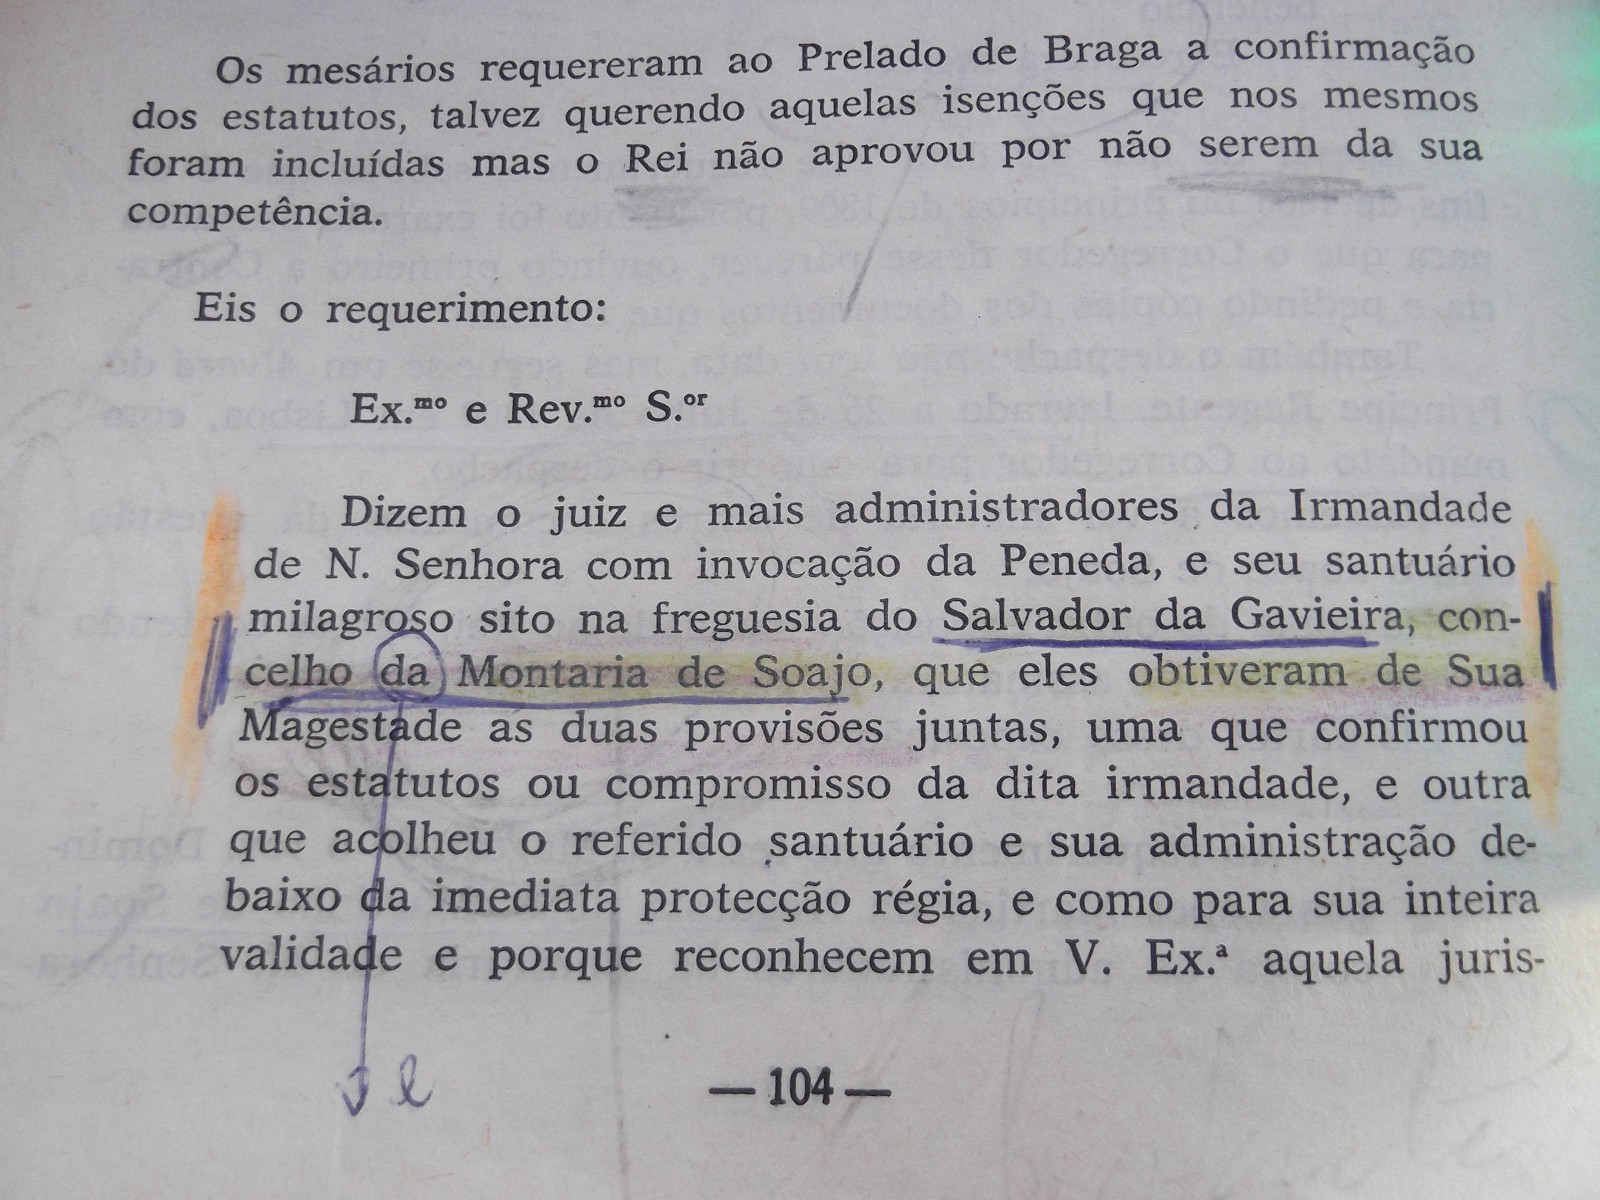 Os mesários requereram ao Prelado de Braga a confirmação
dos estatutos, talvez querendo aquelas isenções que nos mesmos
foram incluídas mas o Rei não aprovou por não serem da sua
competência.
Eis o requerimento:
Ex.ᵐᵒ e Rev.ᵐᵒ S.ᵒʳ
Dizem o juiz e mais administradores da Irmandade
de N. Senhora com invocação da Peneda, e seu santuário
milagroso sito na freguesia do Salvador da Gavieira, con-
celho da Montaria de Soajo, que eles obtiveram de Sua
Magestade as duas provisões juntas, uma que confirmou
os estatutos ou compromisso da dita irmandade, e outra
que acolheu o referido santuário e sua administração de-
baixo da imediata protecção régia, e como para sua inteira
validade e porque reconhecem em V. Ex.ª aquela juris-
— 104 —